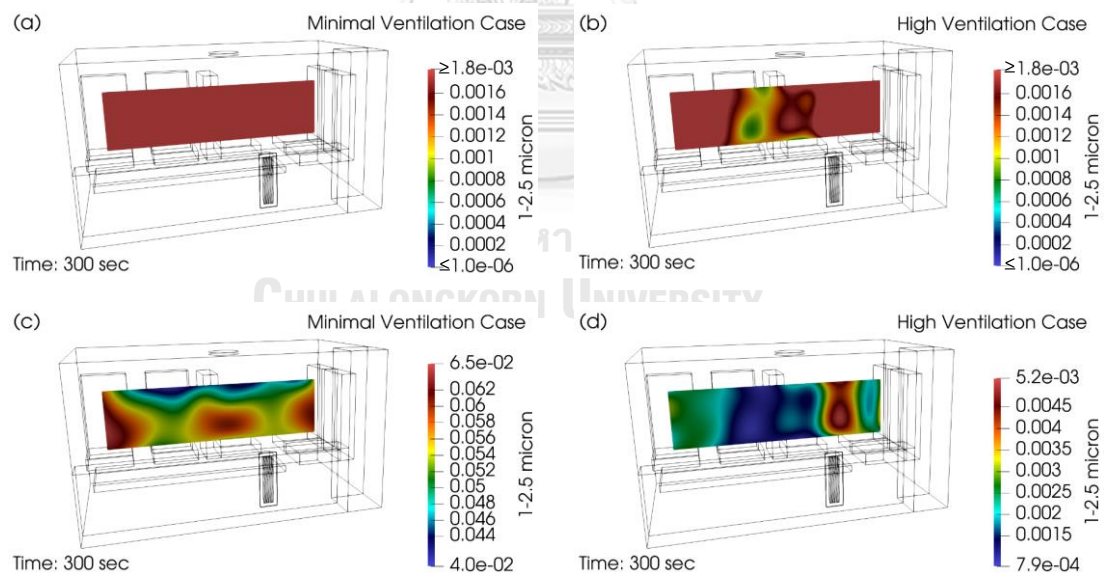 (a)
Minimal Ventilation Case
≥1.8e-03
0.0016
0.0014
0.0012
0.001
0.0008
0.0006
0.0004
0.0002
≤1.0e-06
1-2.5 micron
Time: 300 sec
(b)
High Ventilation Case
≥1.8e-03
0.0016
0.0014
0.0012
0.001
0.0008
0.0006
0.0004
0.0002
≤1.0e-06
1-2.5 micron
Time: 300 sec
CHULALONGKORN UNIVERSITY
(c)
Minimal Ventilation Case
6.5e-02
0.062
0.06
0.058
0.056
0.054
0.052
0.05
0.048
0.046
0.044
4.0e-02
1-2.5 micron
Time: 300 sec
(d)
High Ventilation Case
5.2e-03
0.0045
0.004
0.0035
0.003
0.0025
0.002
0.0015
7.9e-04
1-2.5 micron
Time: 300 sec